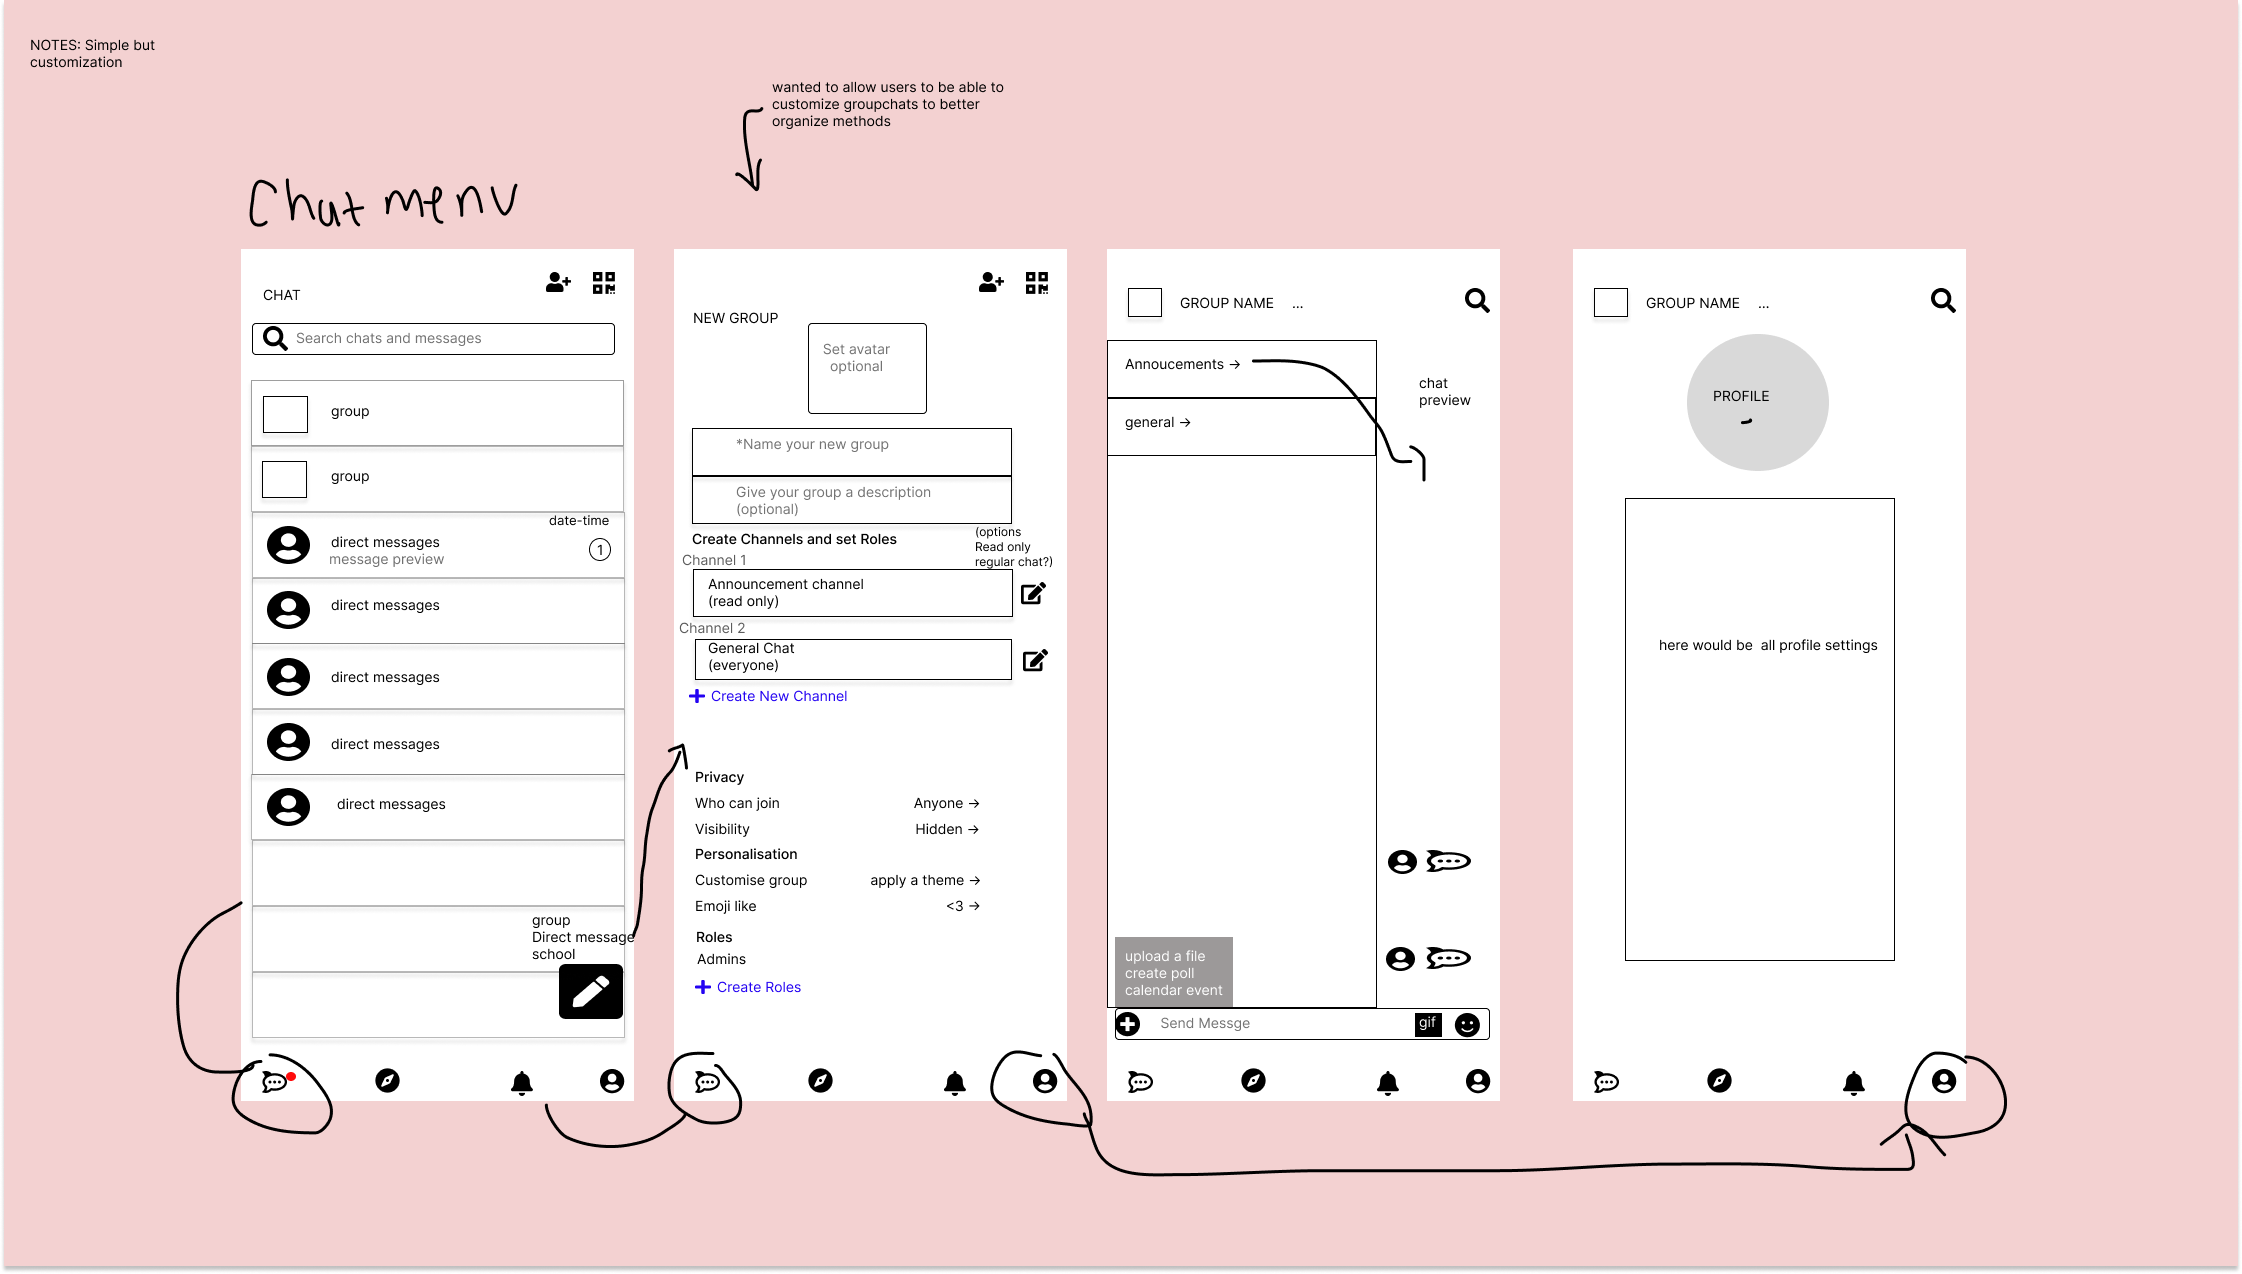 NOTES: Simple but
customization
wanted to allow users to be able to
customize groupchats to better
organize methods
Chat menu
CHAT
Search chats and messages
group
group
date-time
direct messages
message preview
1
direct messages
direct messages
direct messages
direct messages
group
Direct message
school
NEW GROUP
Set avatar
optional
*Name your new group
Give your group a description
(optional)
Create Channels and set Roles
(options
Read only
regular chat?)
Channel 1
Announcement channel
(read only)
Channel 2
General Chat
(everyone)
Create New Channel
Privacy
Who can join Anyone →
Visibility Hidden →
Personalisation
Customise group apply a theme →
Emoji like <3 →
Roles
Admins
Create Roles
GROUP NAME ...
Annoucements →
general →
chat
preview
upload a file
create poll
calendar event
Send Messge
gif
GROUP NAME ...
PROFILE
here would be  all profile settings